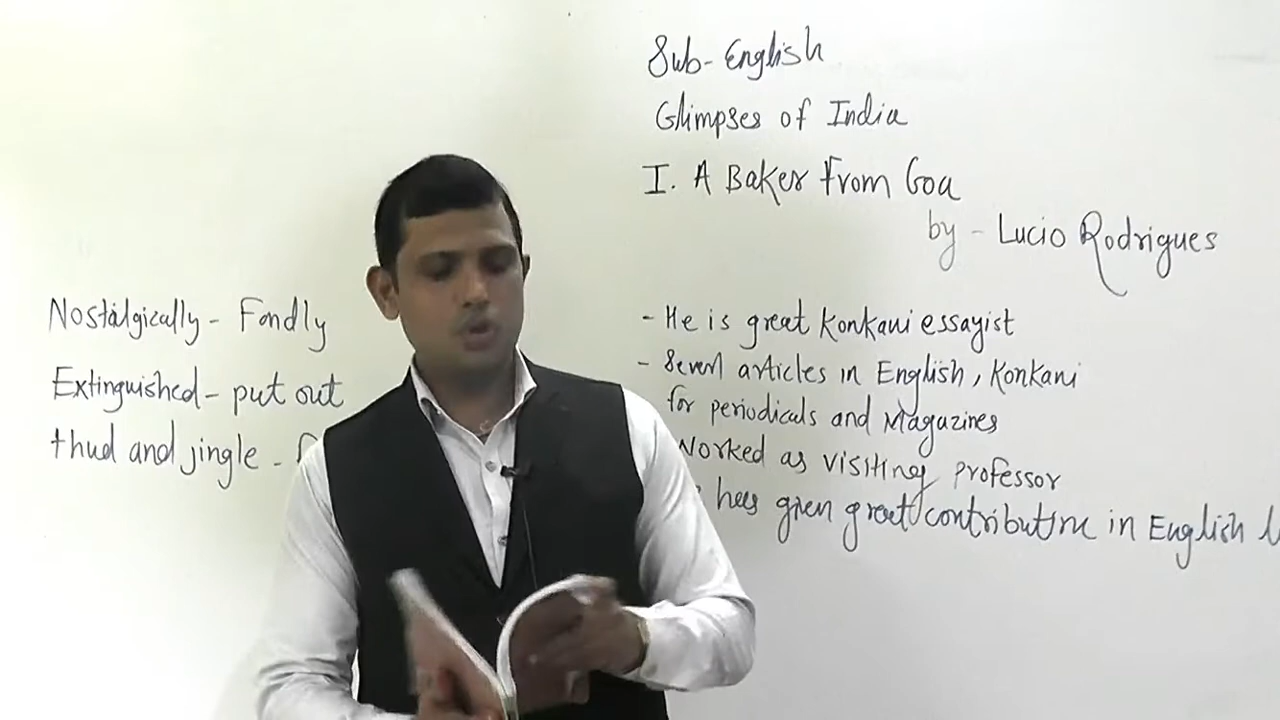 Sub- English
Glimpses of India
I. A Baker From Goa
by - Lucio Rodrigues
Nostalgically - Fondly
Extinguished - put out
thud and jingle -
- He is great Konkani essayist
- Severl articles in English, Konkani
for periodicals and Magazines
Worked as visiting professor
has given great contribution in English